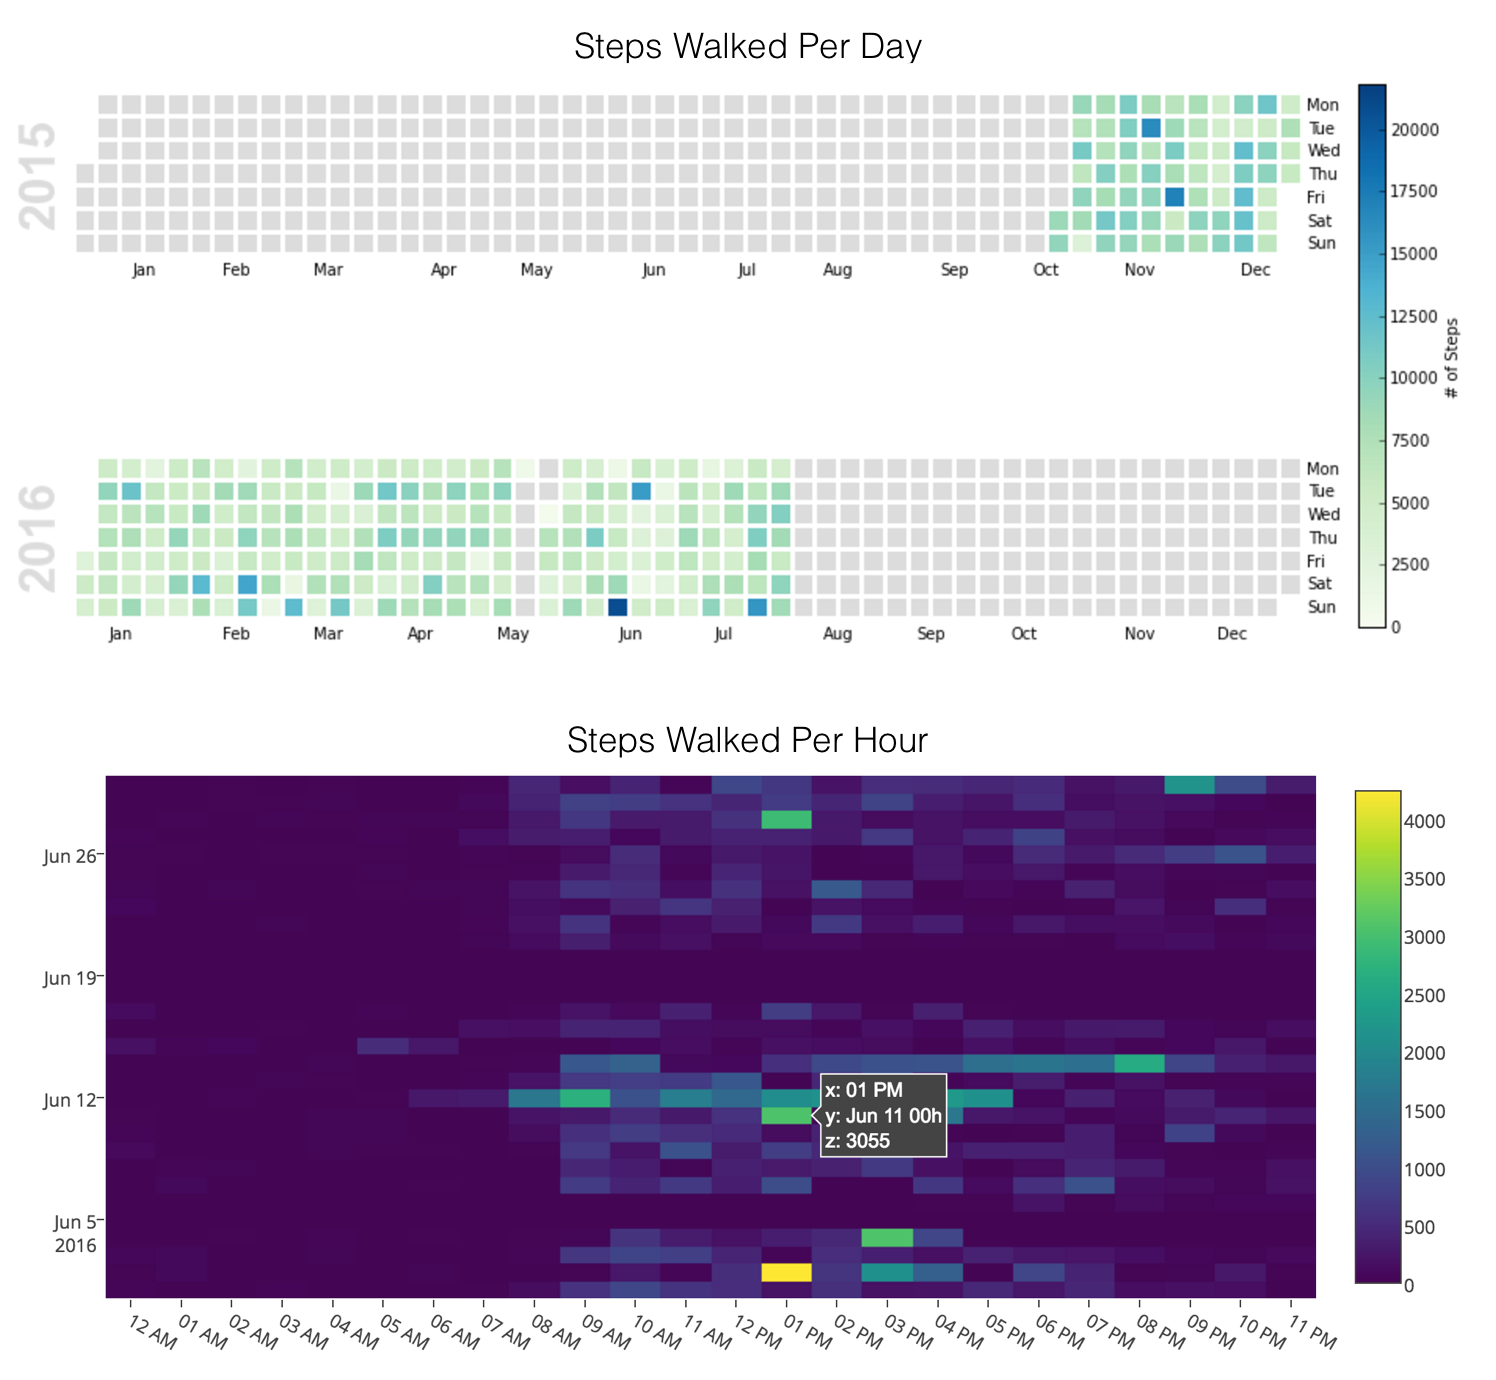 Steps Walked Per Day
2015
Mon
Tue
Wed
Thu
Fri
Sat
Sun
Jan Feb Mar Apr May Jun Jul Aug Sep Oct Nov Dec
20000
17500
15000
12500
10000
7500
5000
2500
0
# of Steps
2016
Mon
Tue
Wed
Thu
Fri
Sat
Sun
Jan Feb Mar Apr May Jun Jul Aug Sep Oct Nov Dec
Steps Walked Per Hour
Jun 26
Jun 19
Jun 12
Jun 5
2016
x: 01 PM
y: Jun 11 00h
z: 3055
12 AM 01 AM 02 AM 03 AM 04 AM 05 AM 06 AM 07 AM 08 AM 09 AM 10 AM 11 AM 12 PM 01 PM 02 PM 03 PM 04 PM 05 PM 06 PM 07 PM 08 PM 09 PM 10 PM 11 PM
4000
3500
3000
2500
2000
1500
1000
500
0